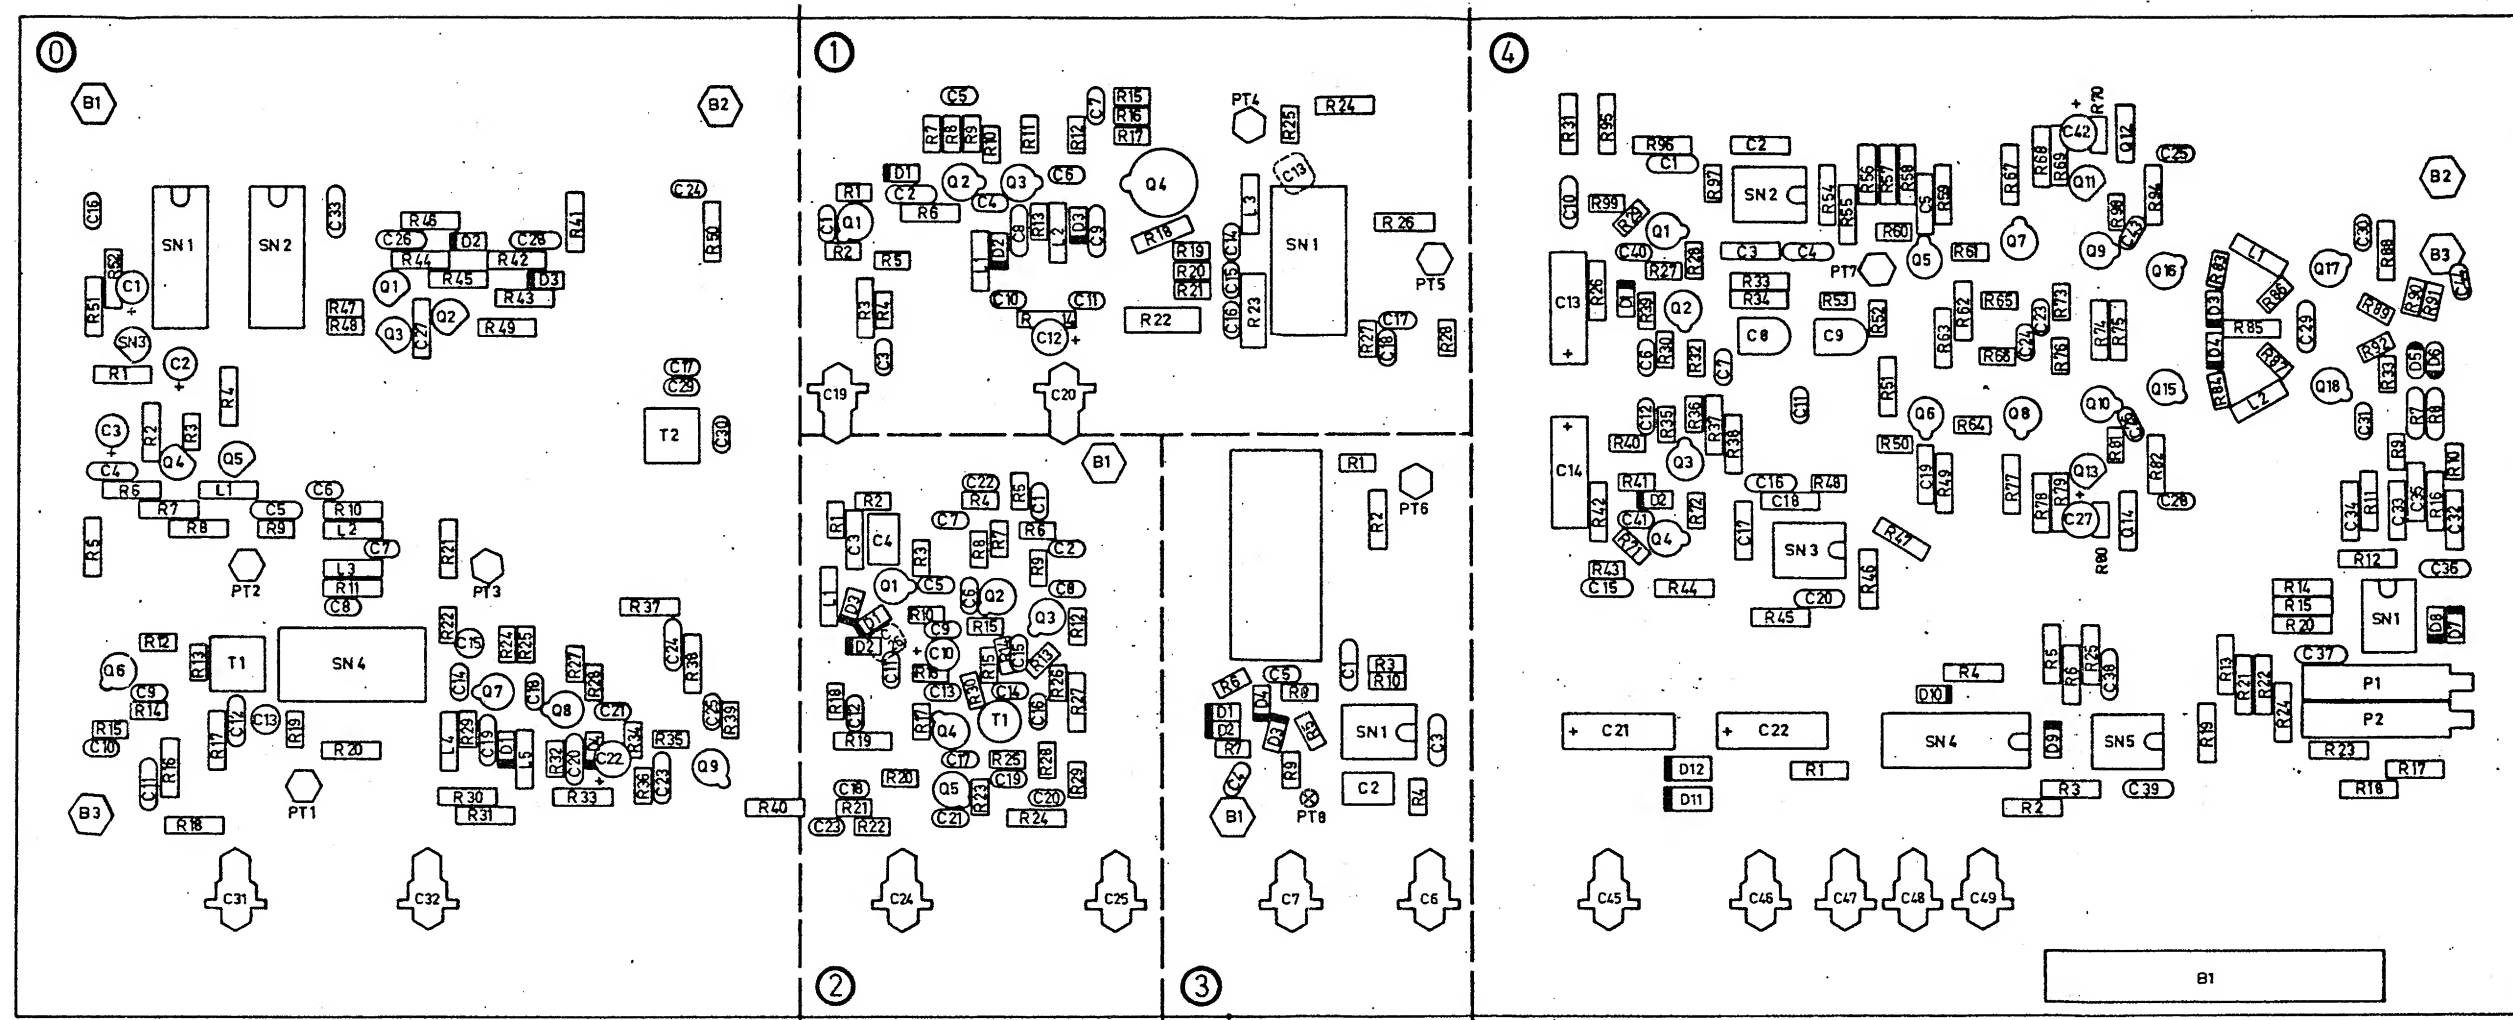 0
B1
B2
C16
SN1
SN2
C33
R46
C26
D2
C28
R41
C24
R50
R44
R42
R45
D3
R43
R52
C1
+
R51
Q1
R47
R48
Q3
C27
Q2
R49
SN3
C2
+
R1
R4
C17
C29
T2
C30
C3
+
R2
R3
Q4
Q5
C4
R6
L1
C6
R7
C5
R10
R8
R9
L2
C7
R5
PT2
L3
R11
C8
R21
PT3
R37
R12
R13
T1
SN4
R22
C15
R24
R25
R27
R28
C24
R38
Q6
C9
R14
R15
C10
C12
C13
R19
R17
C14
Q7
C18
Q8
C21
C25
R39
R20
L4
R29
C19
D1
L5
R32
C20
D4
C22
+
R34
R35
Q9
R36
C23
C11
R16
R30
R33
R31
R40
B3
PT1
R18
C31
C32
1
C5
C7
R15
R16
R17
R7
R8
R9
R10
R11
R12
PT4
R25
R24
D1
Q2
Q3
C6
Q4
C13
R1
C2
C4
R6
C1
Q1
R2
R5
L1
D2
C8
R13
L2
D3
C9
R18
L3
SN1
R26
R19
R20
R21
C14
C15
C16
R23
PT5
R3
R4
C10
C11
R14
C12
+
R22
C17
R27
C18
R28
C3
C19
C20
B1
C22
R4
R5
C1
R2
R1
C3
C4
C7
R8
R7
R6
C2
R3
R9
L1
Q1
C5
C6
Q2
C8
D3
D1
R10
C9
R15
Q3
R12
D2
C11
+
C10
R16
R15
R14
C15
R13
C13
R30
C14
R26
R27
R18
C12
R17
Q4
T1
C16
R19
C17
R25
R28
R20
C19
R29
C18
Q5
R23
C20
R21
C21
R24
C23
R22
C24
C25
2
R1
PT6
R2
C1
R3
R10
R6
C5
R8
D4
D1
D2
R7
D3
R5
SN1
C3
R9
C4
C2
R4
B1
PT8
C7
C6
3
4
R31
R95
R96
C1
C2
R97
SN2
R54
R55
R56
R57
R58
C5
R59
R67
R68
R69
+
C42
R70
Q12
C25
Q11
R94
B2
C10
R99
R29
Q1
C40
R27
R28
C3
C4
PT7
R60
Q5
R61
Q7
Q9
R98
C43
Q16
R83
L1
R86
Q17
C30
R88
B3
C44
C13
+
R26
D1
R39
Q2
R33
R34
R53
R52
R62
R63
R65
C23
R73
R74
R75
D3
R85
C29
R89
R90
R91
C6
R30
R32
C7
C8
C9
R66
C24
R76
D4
R87
R92
R33
D5
D6
R51
C11
Q6
R64
Q8
Q10
Q15
R84
L2
Q18
C31
R7
R8
C14
+
C12
R35
R36
R37
R38
R40
Q3
R50
R81
R82
R9
R10
R41
D2
C16
R48
C18
C19
R49
R77
R78
R79
Q13
+
C27
Q14
C28
R80
R42
C41
Q4
R71
R72
C17
SN3
R47
R46
C34
R11
C33
C35
R16
C32
R12
C36
R43
C15
R44
C20
R45
R14
R15
R20
SN1
D8
D7
C37
R5
R6
R25
C38
R4
D10
R13
R21
R22
R24
P1
P2
+ C21
+ C22
SN4
D9
SN5
R19
R23
D12
D11
R1
R3
R2
C39
R17
R18
C45
C46
C47
C48
C49
B1